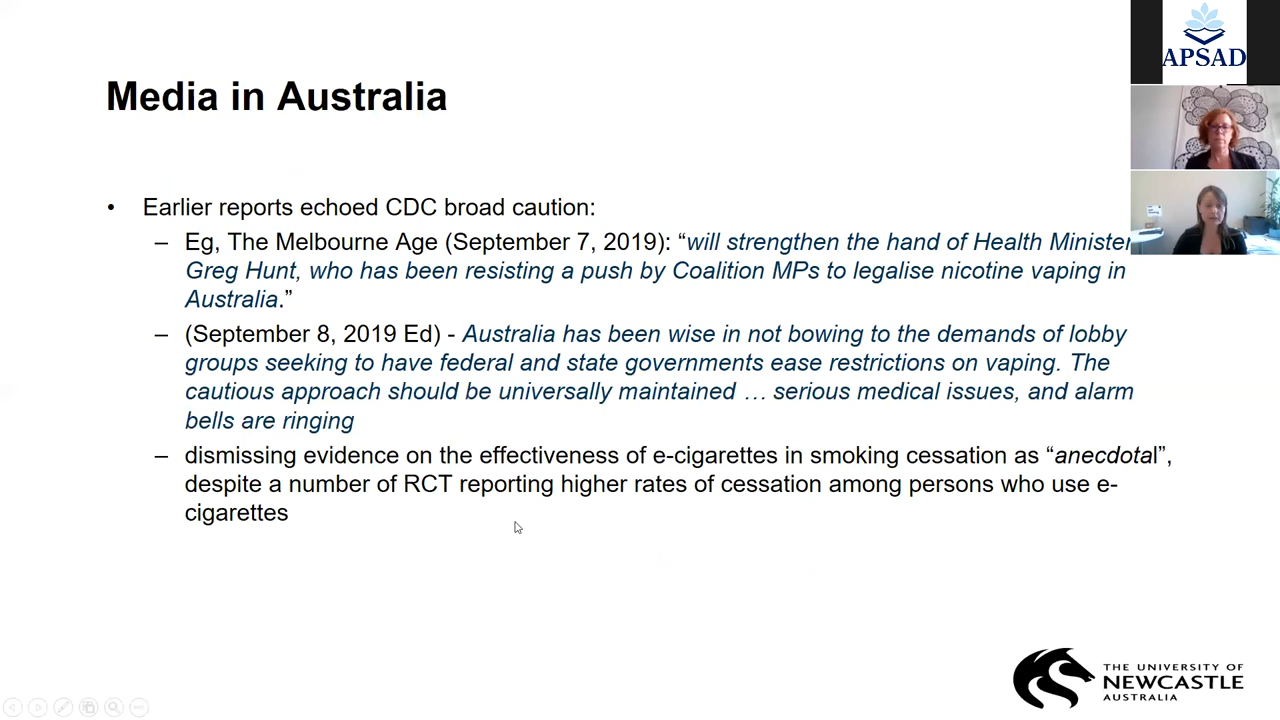 APSAD
Media in Australia
• Earlier reports echoed CDC broad caution:
– Eg, The Melbourne Age (September 7, 2019): “will strengthen the hand of Health Minister
Greg Hunt, who has been resisting a push by Coalition MPs to legalise nicotine vaping in
Australia.”
– (September 8, 2019 Ed) - Australia has been wise in not bowing to the demands of lobby
groups seeking to have federal and state governments ease restrictions on vaping. The
cautious approach should be universally maintained … serious medical issues, and alarm
bells are ringing
– dismissing evidence on the effectiveness of e-cigarettes in smoking cessation as “anecdotal”,
despite a number of RCT reporting higher rates of cessation among persons who use e-
cigarettes
THE UNIVERSITY OF
NEWCASTLE
AUSTRALIA